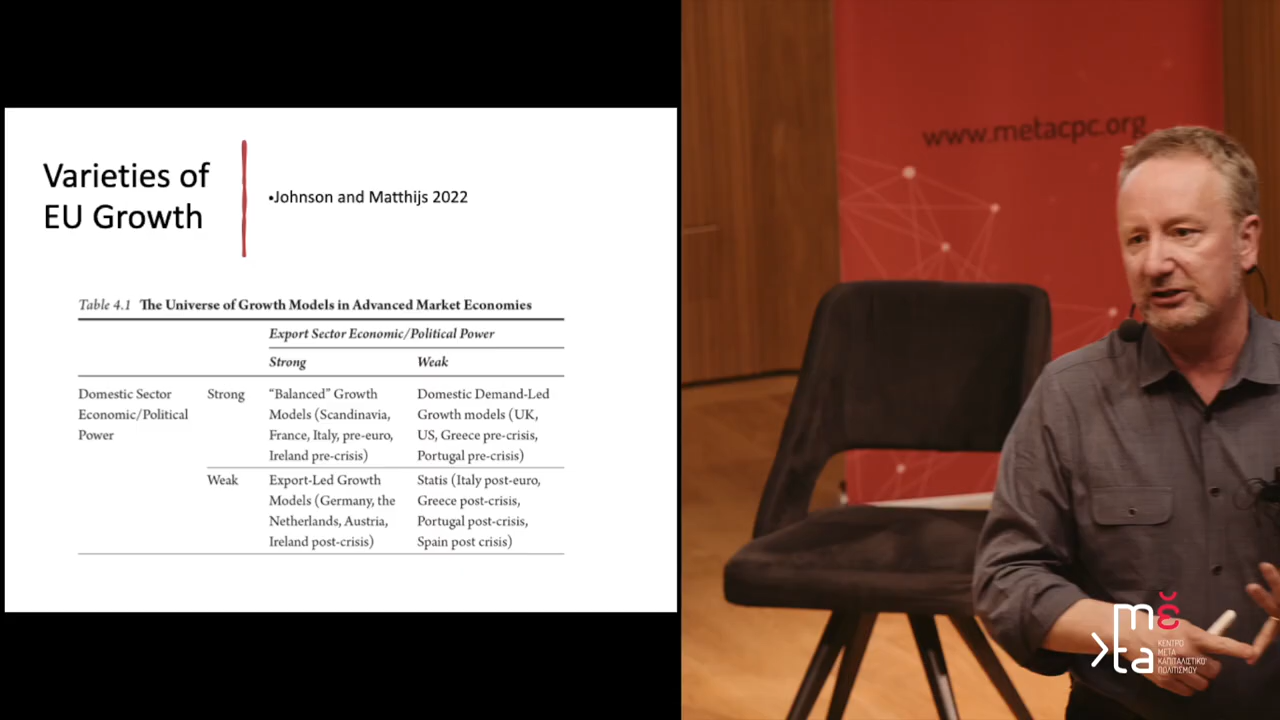 Varieties of
EU Growth
•Johnson and Matthijs 2022
Table 4.1 The Universe of Growth Models in Advanced Market Economies
Export Sector Economic/Political Power
Strong Weak
Domestic Sector Economic/Political Power
Strong
"Balanced" Growth
Models (Scandinavia,
France, Italy, pre-euro,
Ireland pre-crisis)
Domestic Demand-Led
Growth models (UK,
US, Greece pre-crisis,
Portugal pre-crisis)
Weak
Export-Led Growth
Models (Germany, the
Netherlands, Austria,
Ireland post-crisis)
Statis (Italy post-euro,
Greece post-crisis,
Portugal post-crisis,
Spain post crisis)
www.metacpc.org
mε
ta
ΚΕΝΤΡΟ
ΜΕΤΑ
ΚΑΠΙΤΑΛΙΣΤΙΚΟΥ
ΠΟΛΙΤΙΣΜΟΥ